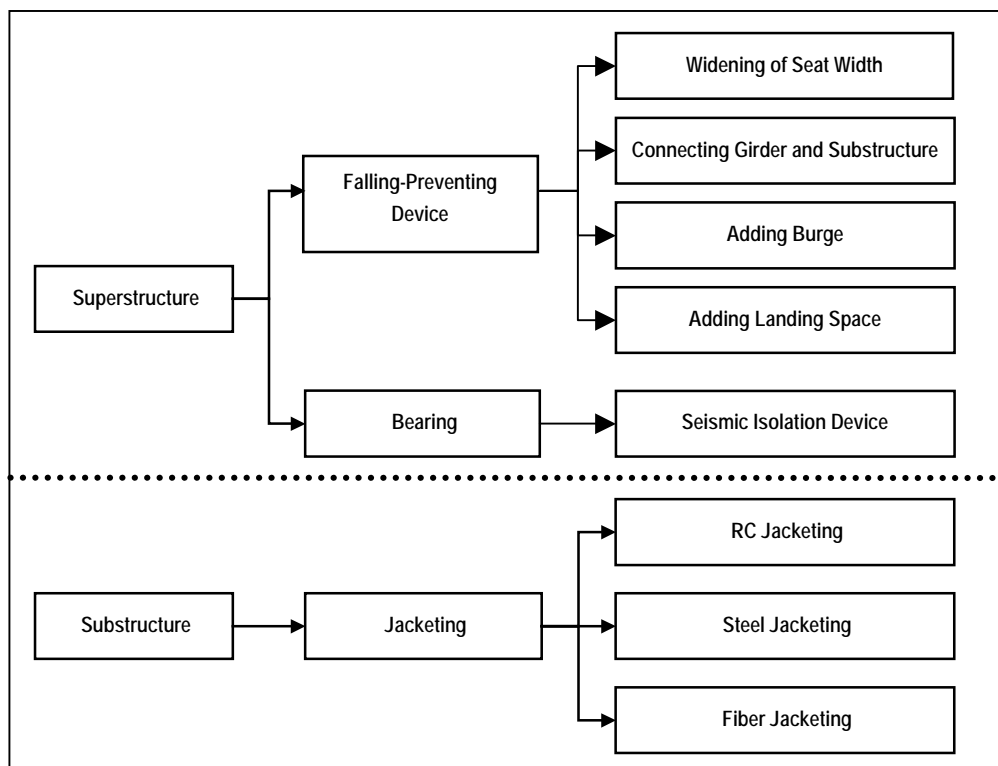 Superstructure
Falling-Preventing
Device
Widening of Seat Width
Connecting Girder and Substructure
Adding Burge
Adding Landing Space
Bearing
Seismic Isolation Device
Substructure
Jacketing
RC Jacketing
Steel Jacketing
Fiber Jacketing